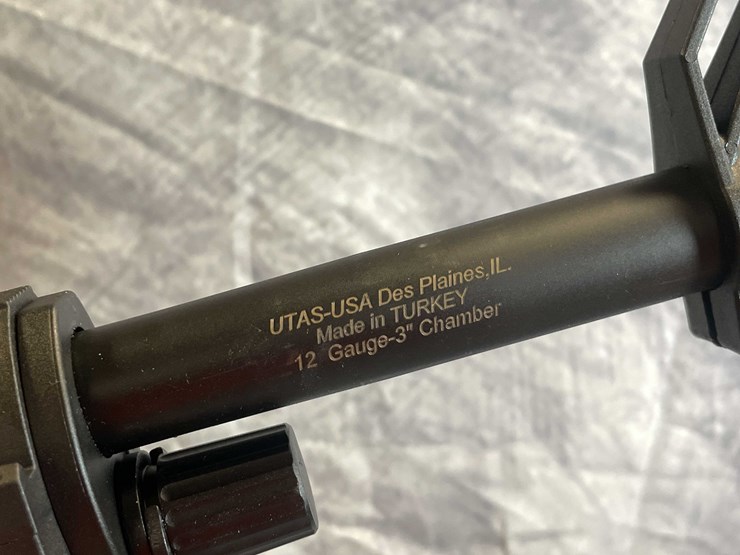 UTAS-USA Des Plaines,IL.
Made in TURKEY
12 Gauge-3" Chamber